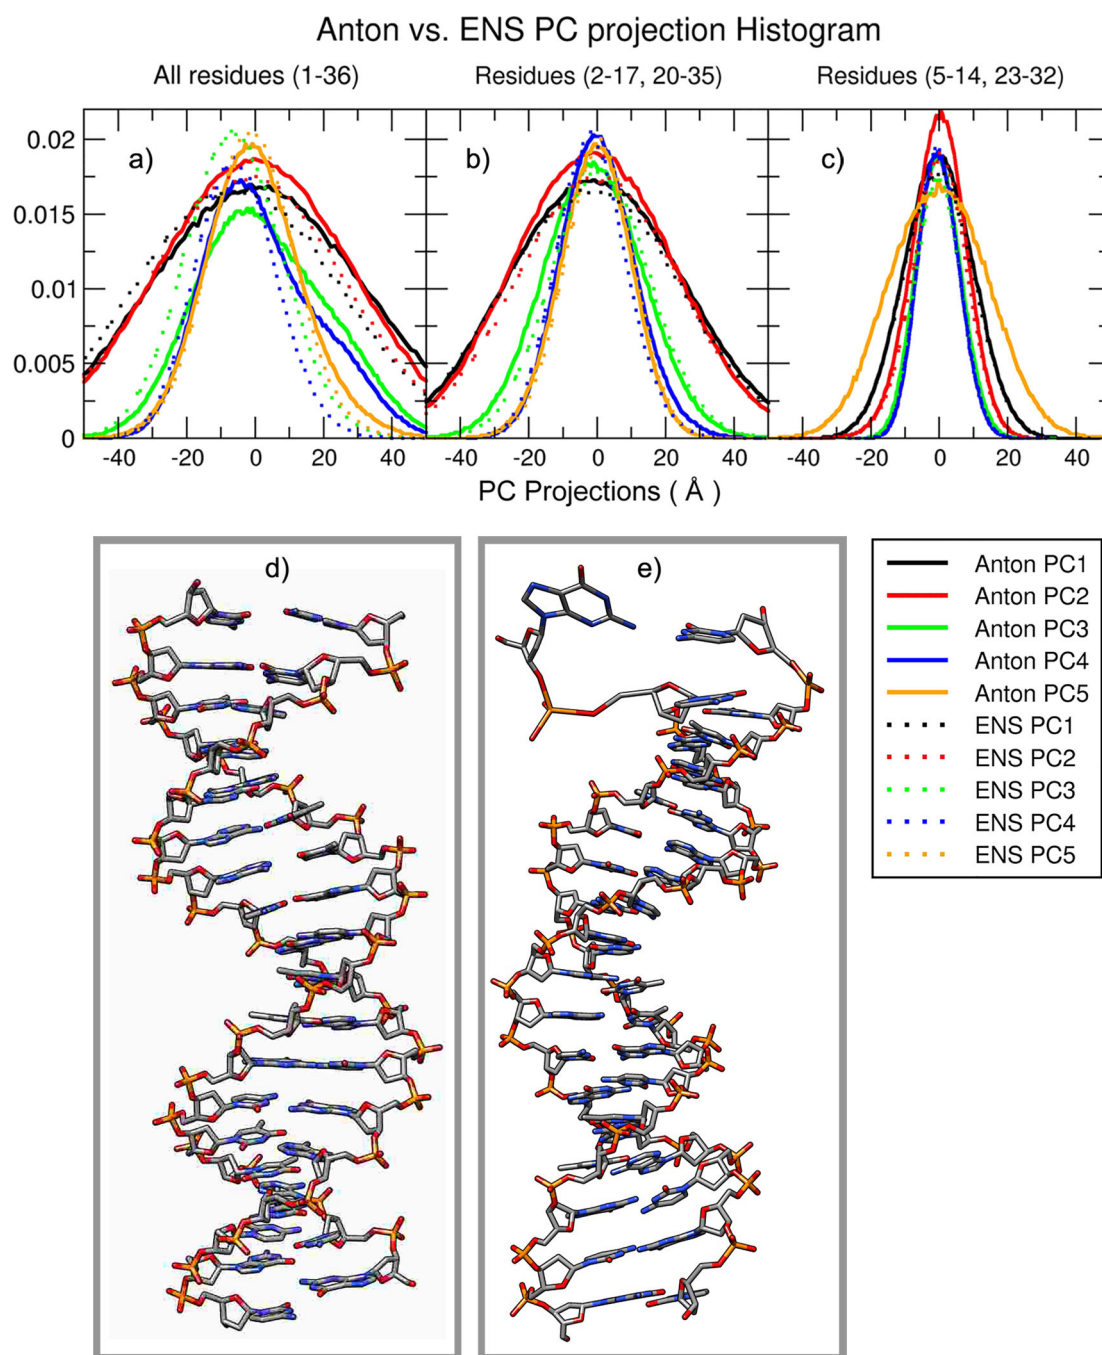 Anton vs. ENS PC projection Histogram
All residues (1-36)
Residues (2-17, 20-35)
Residues (5-14, 23-32)
a)
b)
c)
0.02
0.015
0.01
0.005
0
-40 -20 0 20 40
-40 -20 0 20 40
-40 -20 0 20 40
PC Projections ( Å )
d)
e)
Anton PC1
Anton PC2
Anton PC3
Anton PC4
Anton PC5
ENS PC1
ENS PC2
ENS PC3
ENS PC4
ENS PC5